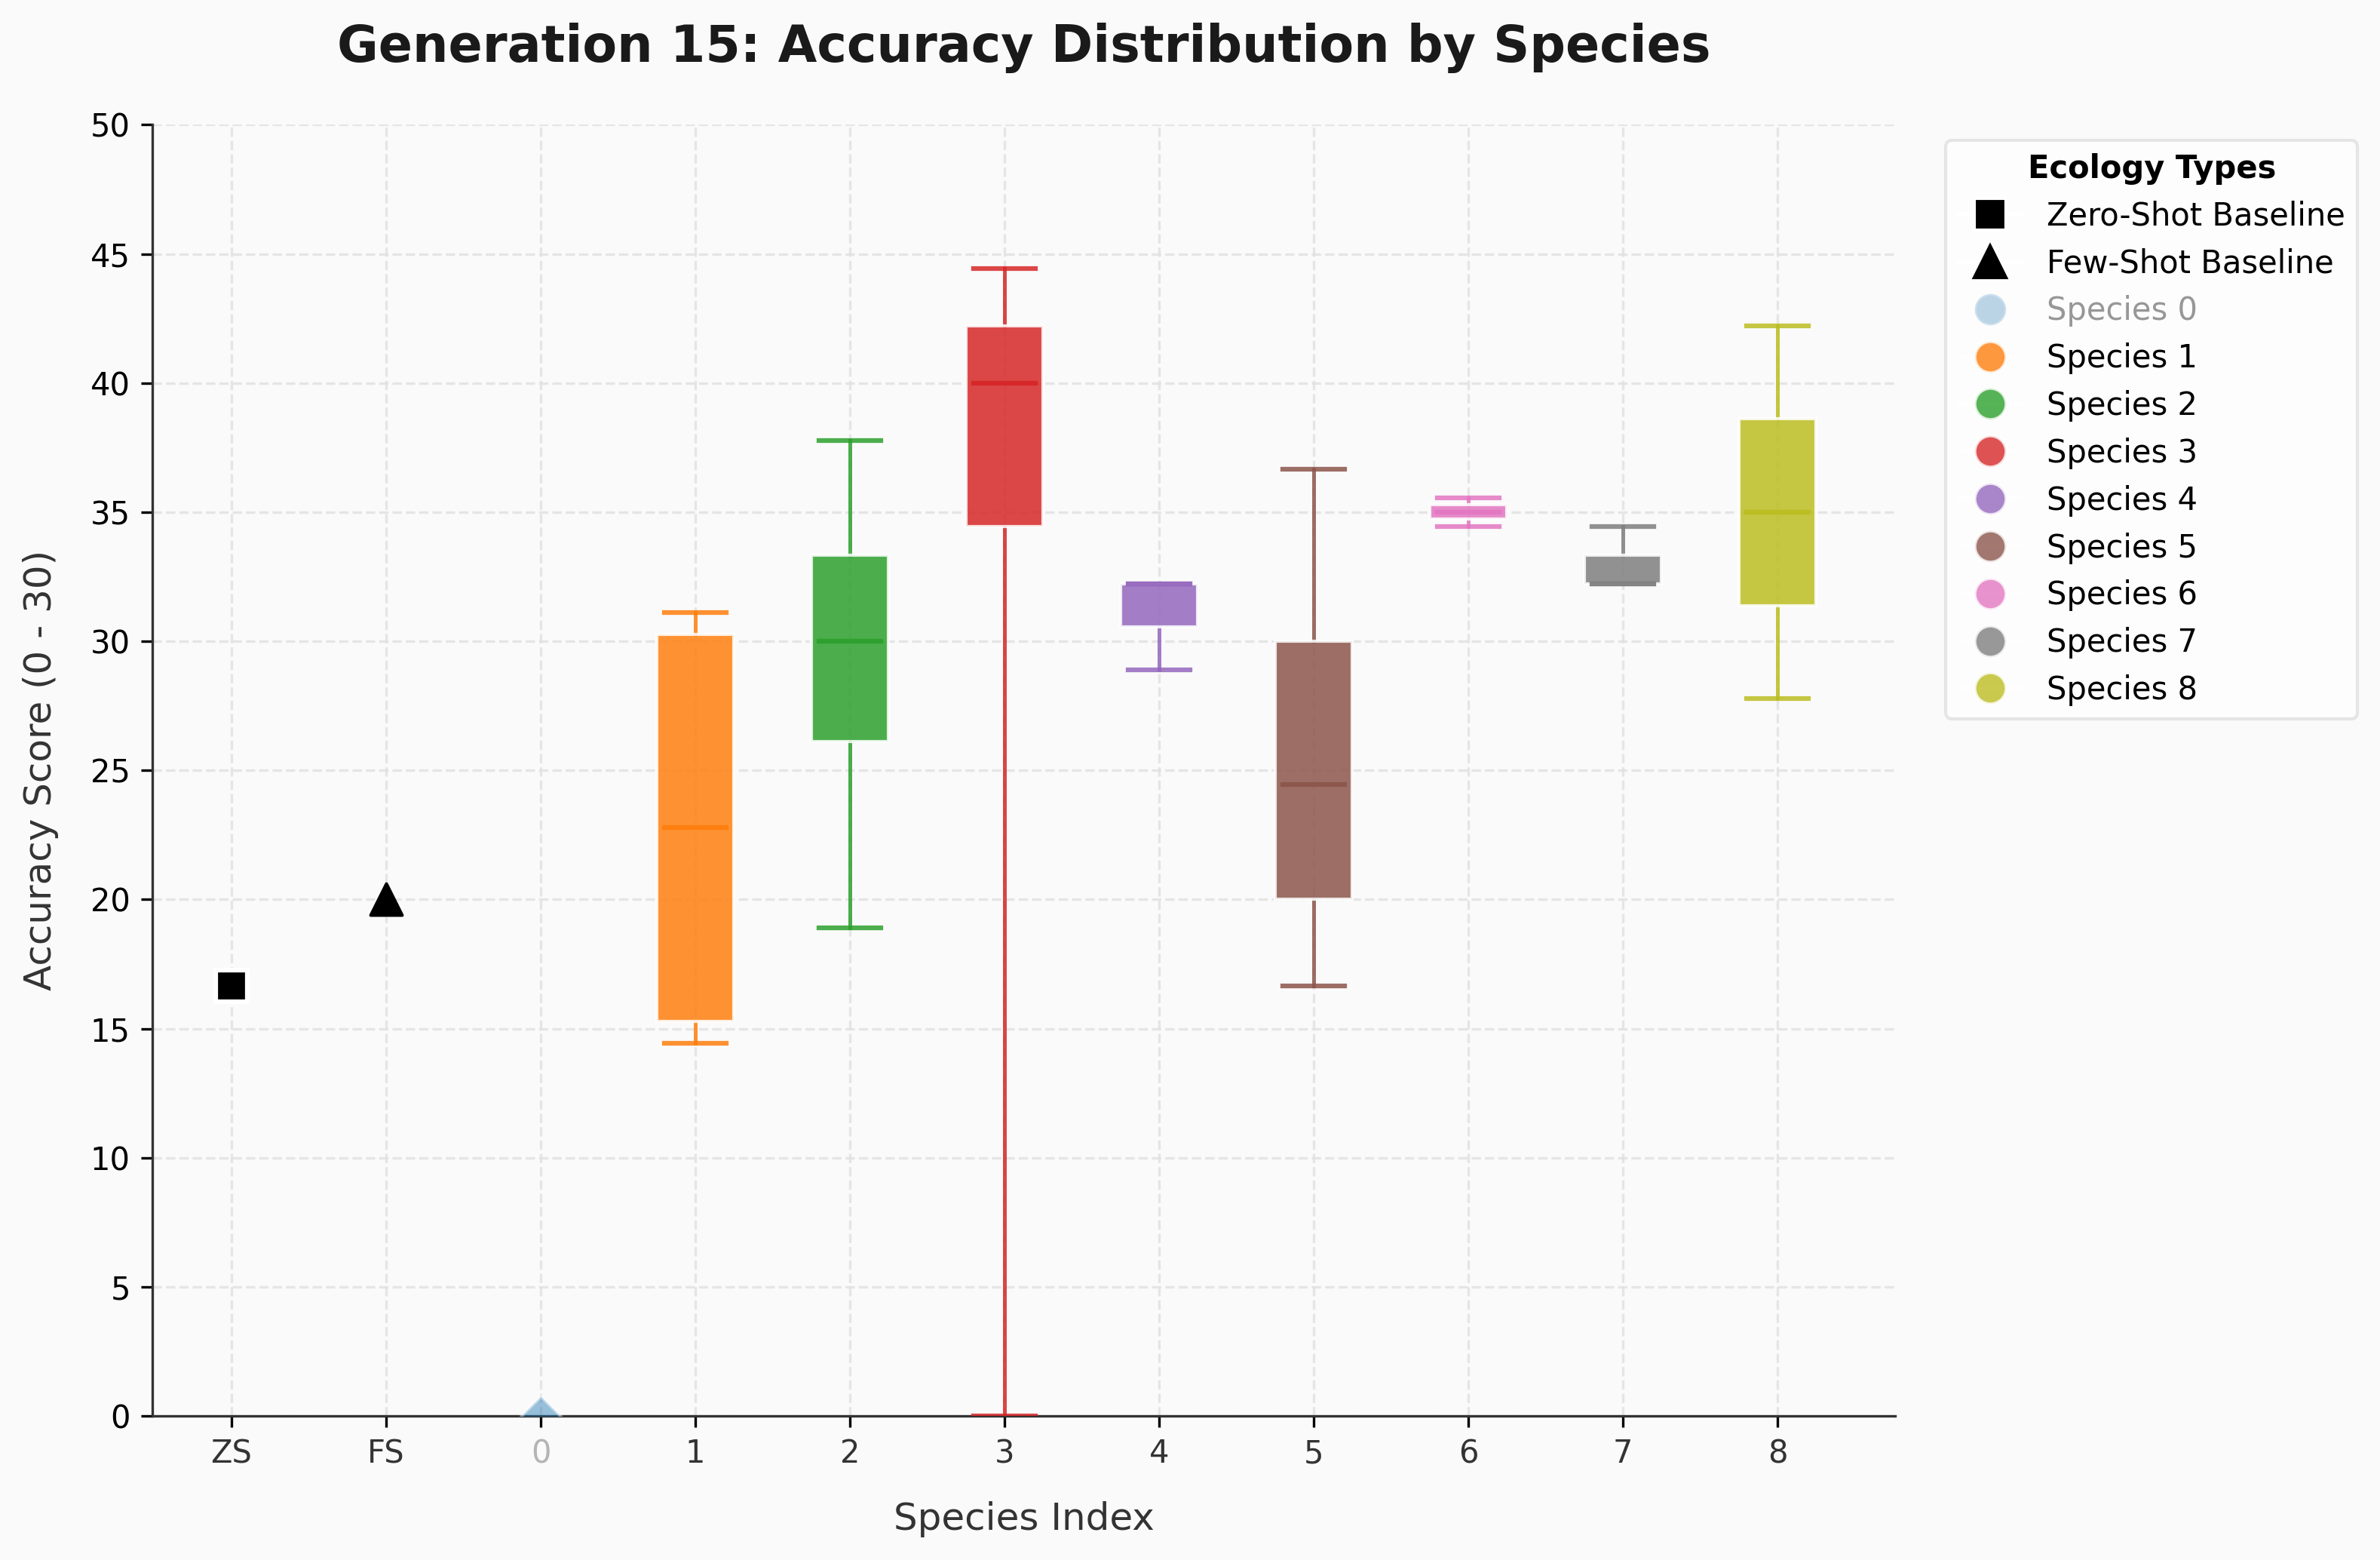 Generation 15: Accuracy Distribution by Species
Accuracy Score (0 - 30)
50
45
40
35
30
25
20
15
10
5
0
ZS
FS
0
1
2
3
4
5
6
7
8
Species Index
Ecology Types
Zero-Shot Baseline
Few-Shot Baseline
Species 0
Species 1
Species 2
Species 3
Species 4
Species 5
Species 6
Species 7
Species 8